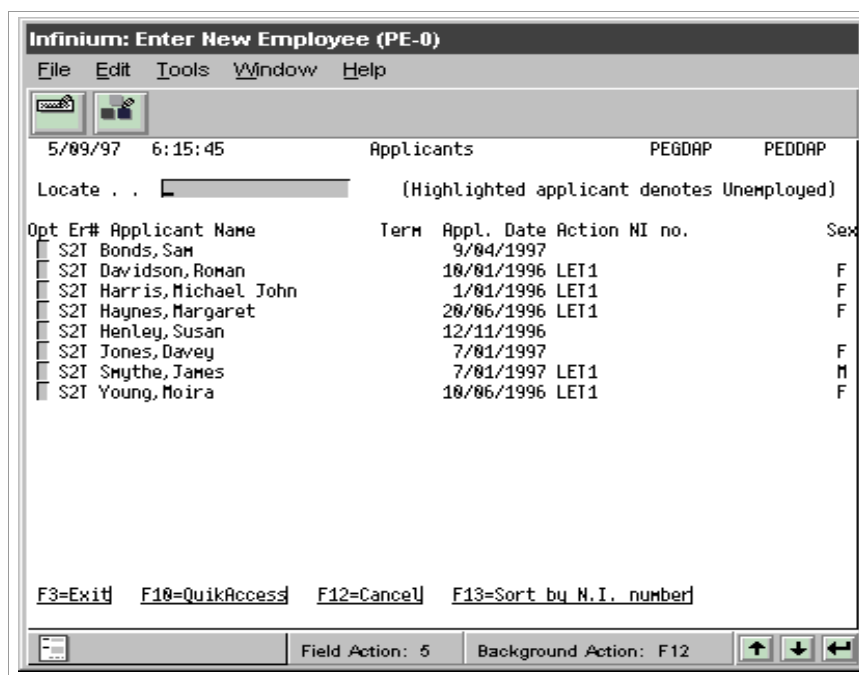 Infinium: Enter New Employee (PE-0)
File Edit Tools Window Help
5/09/97 6:15:45 Applicants PEGDAP PEDDAP
Locate . . (Highlighted applicant denotes Unemployed)
Opt Er# Applicant Name Term Appl. Date Action NI no. Sex
S2T Bonds,Sam 9/04/1997
S2T Davidson,Roman 10/01/1996 LET1 F
S2T Harris,Michael John 1/01/1996 LET1 F
S2T Haynes,Margaret 20/06/1996 LET1 F
S2T Henley,Susan 12/11/1996
S2T Jones,Davey 7/01/1997 F
S2T Smythe,James 7/01/1997 LET1 M
S2T Young,Moira 10/06/1996 LET1 F
F3=Exit F10=QuikAccess F12=Cancel F13=Sort by N.I. number
Field Action: 5 Background Action: F12